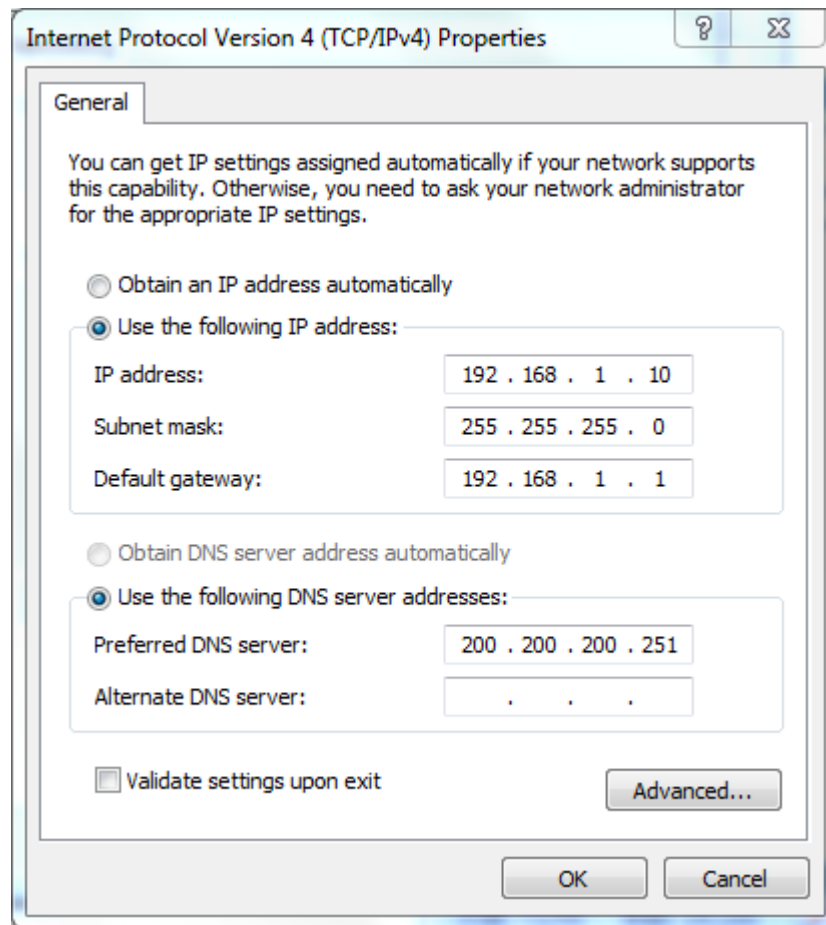 Internet Protocol Version 4 (TCP/IPv4) Properties
General
You can get IP settings assigned automatically if your network supports
this capability. Otherwise, you need to ask your network administrator
for the appropriate IP settings.
Obtain an IP address automatically
Use the following IP address:
IP address: 192 . 168 . 1 . 10
Subnet mask: 255 . 255 . 255 . 0
Default gateway: 192 . 168 . 1 . 1
Obtain DNS server address automatically
Use the following DNS server addresses:
Preferred DNS server: 200 . 200 . 200 . 251
Alternate DNS server: . . .
Validate settings upon exit
Advanced...
OK Cancel